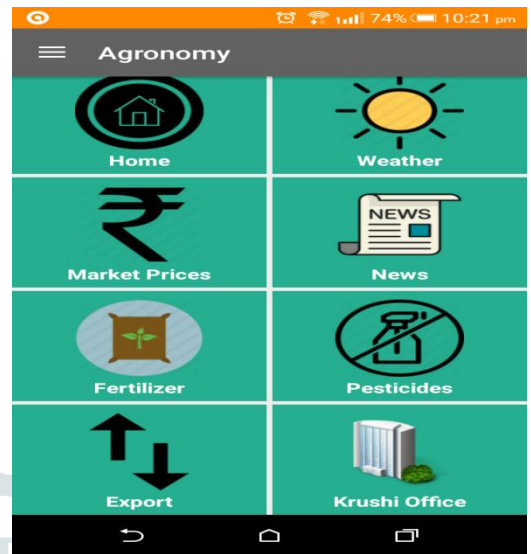 74% 10:21 pm
Agronomy
Home Weather
NEWS
Market Prices News
Fertilizer Pesticides
Export Krushi Office